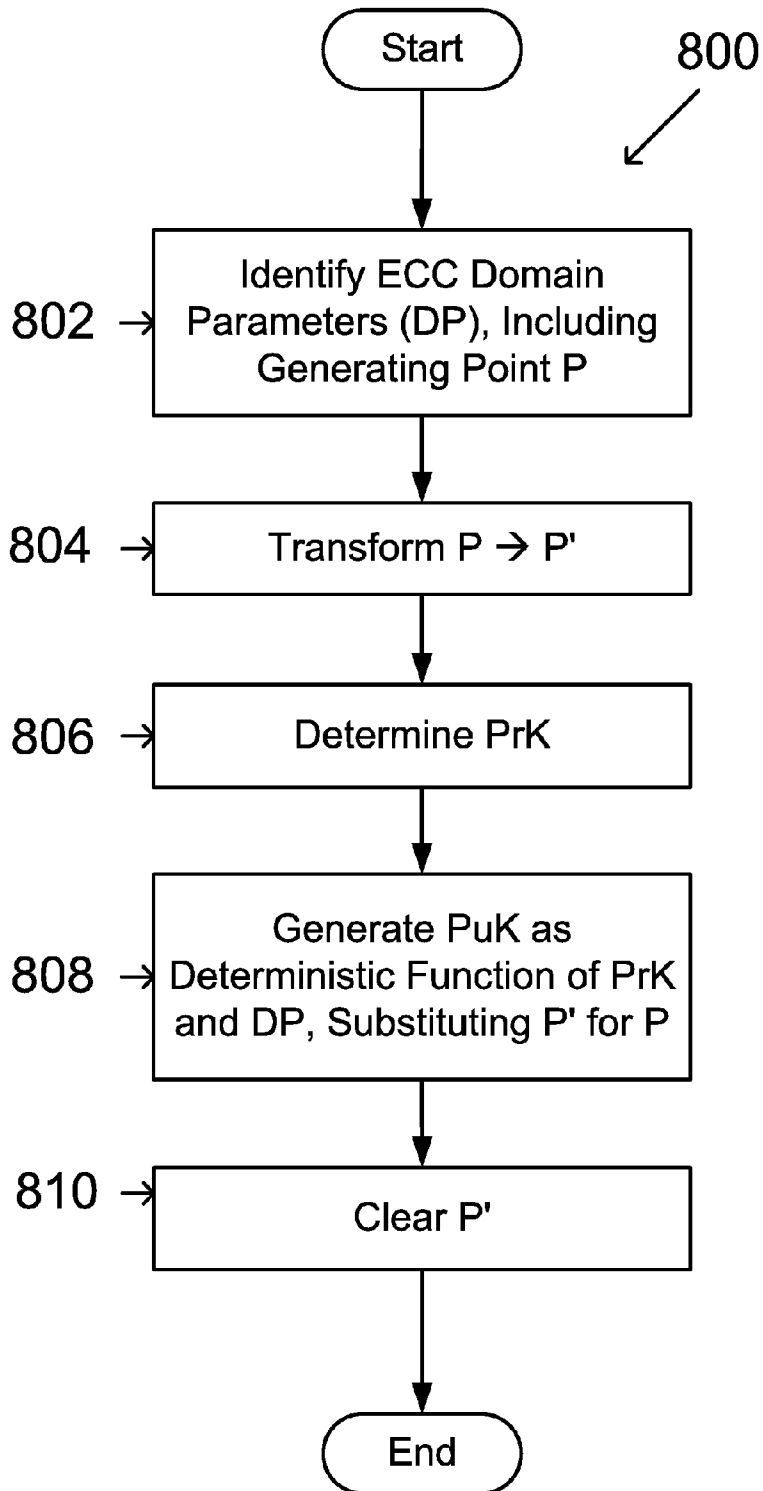 Start
800
802
Identify ECC Domain
Parameters (DP), Including
Generating Point P
804
Transform P → P'
806
Determine PrK
808
Generate PuK as
Deterministic Function of PrK
and DP, Substituting P' for P
810
Clear P'
End